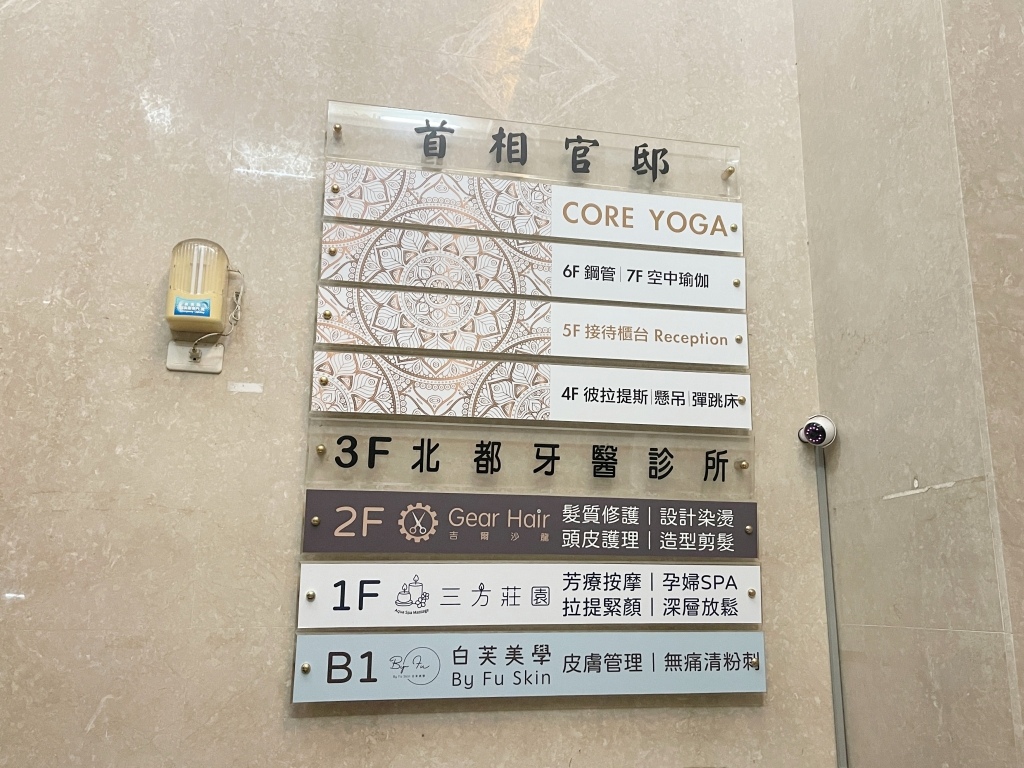 首相官邸
CORE YOGA
6F 鋼管 | 7F 空中瑜伽
5F 接待櫃台 Reception
4F 彼拉提斯 | 懸吊 | 彈跳床
3F 北都牙醫診所
2F Gear Hair 吉爾沙龍
髮質修護 | 設計染燙
頭皮護理 | 造型剪髮
1F Aqua Spa Massage 三方莊園
芳療按摩 | 孕婦SPA
拉提緊顏 | 深層放鬆
B1 By Fu 白芙美學
By Fu Skin
皮膚管理 | 無痛清粉刺